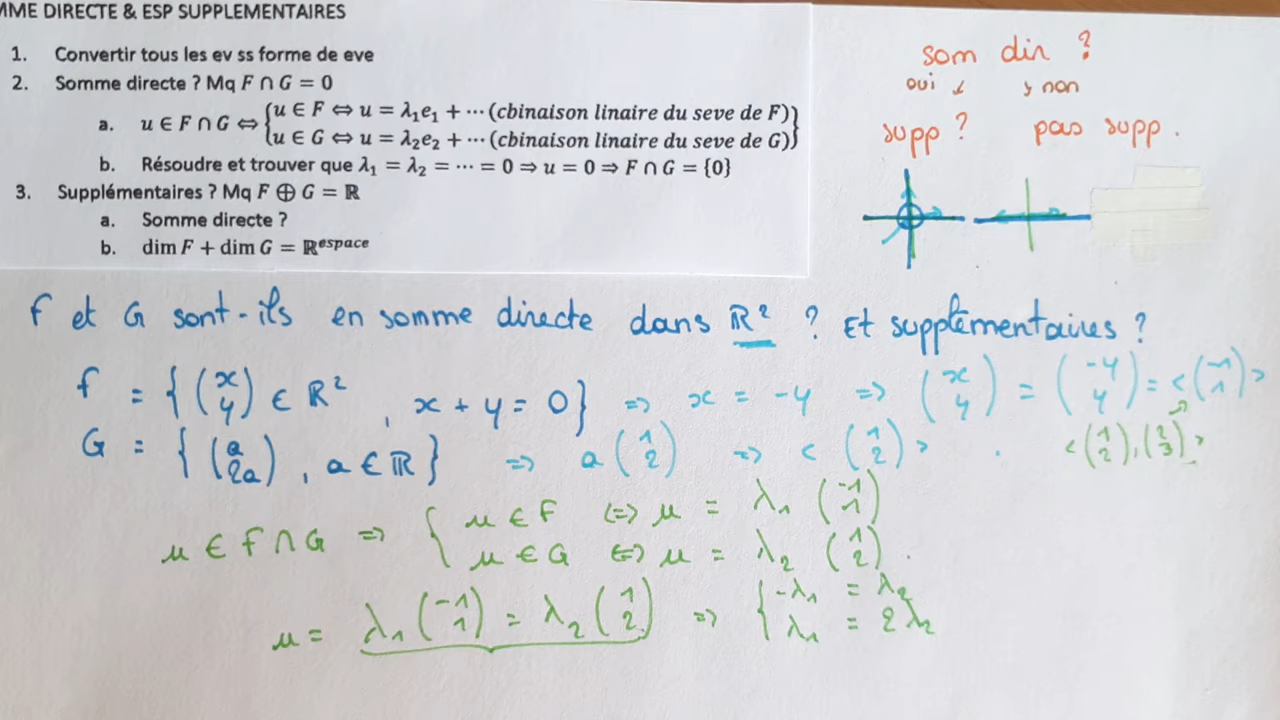 MME DIRECTE & ESP SUPPLEMENTAIRES
1. Convertir tous les ev ss forme de eve
2. Somme directe ? Mq F ∩ G = 0
a. u ∈ F ∩ G ⇔ {u ∈ F ⇔ u = λ₁e₁ + ⋯ (cbinaison linaire du seve de F)
u ∈ G ⇔ u = λ₂e₂ + ⋯ (cbinaison linaire du seve de G)}
b. Résoudre et trouver que λ₁ = λ₂ = ⋯ = 0 ⇒ u = 0 ⇒ F ∩ G = {0}
3. Supplémentaires ? Mq F ⊕ G = ℝ
a. Somme directe ?
b. dim F + dim G = ℝ^espace
som dir ?
oui ↙ ↘ non
supp ? pas supp .
F et G sont-ils en somme directe dans ℝ² ? Et supplémentaires ?
F = {(x y) ∈ ℝ² , x + y = 0} => x = -y => (x y) = (-y y) = <(-1 1)>
G = {(a 2a) , a ∈ ℝ} => a (1 2) => < (1 2) > . <(1 2),(2 3)>
u ∈ F ∩ G => { u ∈ F (=> u = λ₁ (-1 1)
u ∈ G (=> u = λ₂ (1 2) .
u = λ₁ (-1 1) = λ₂ (1 2) => { -λ₁ = λ₂
λ₁ = 2λ₂